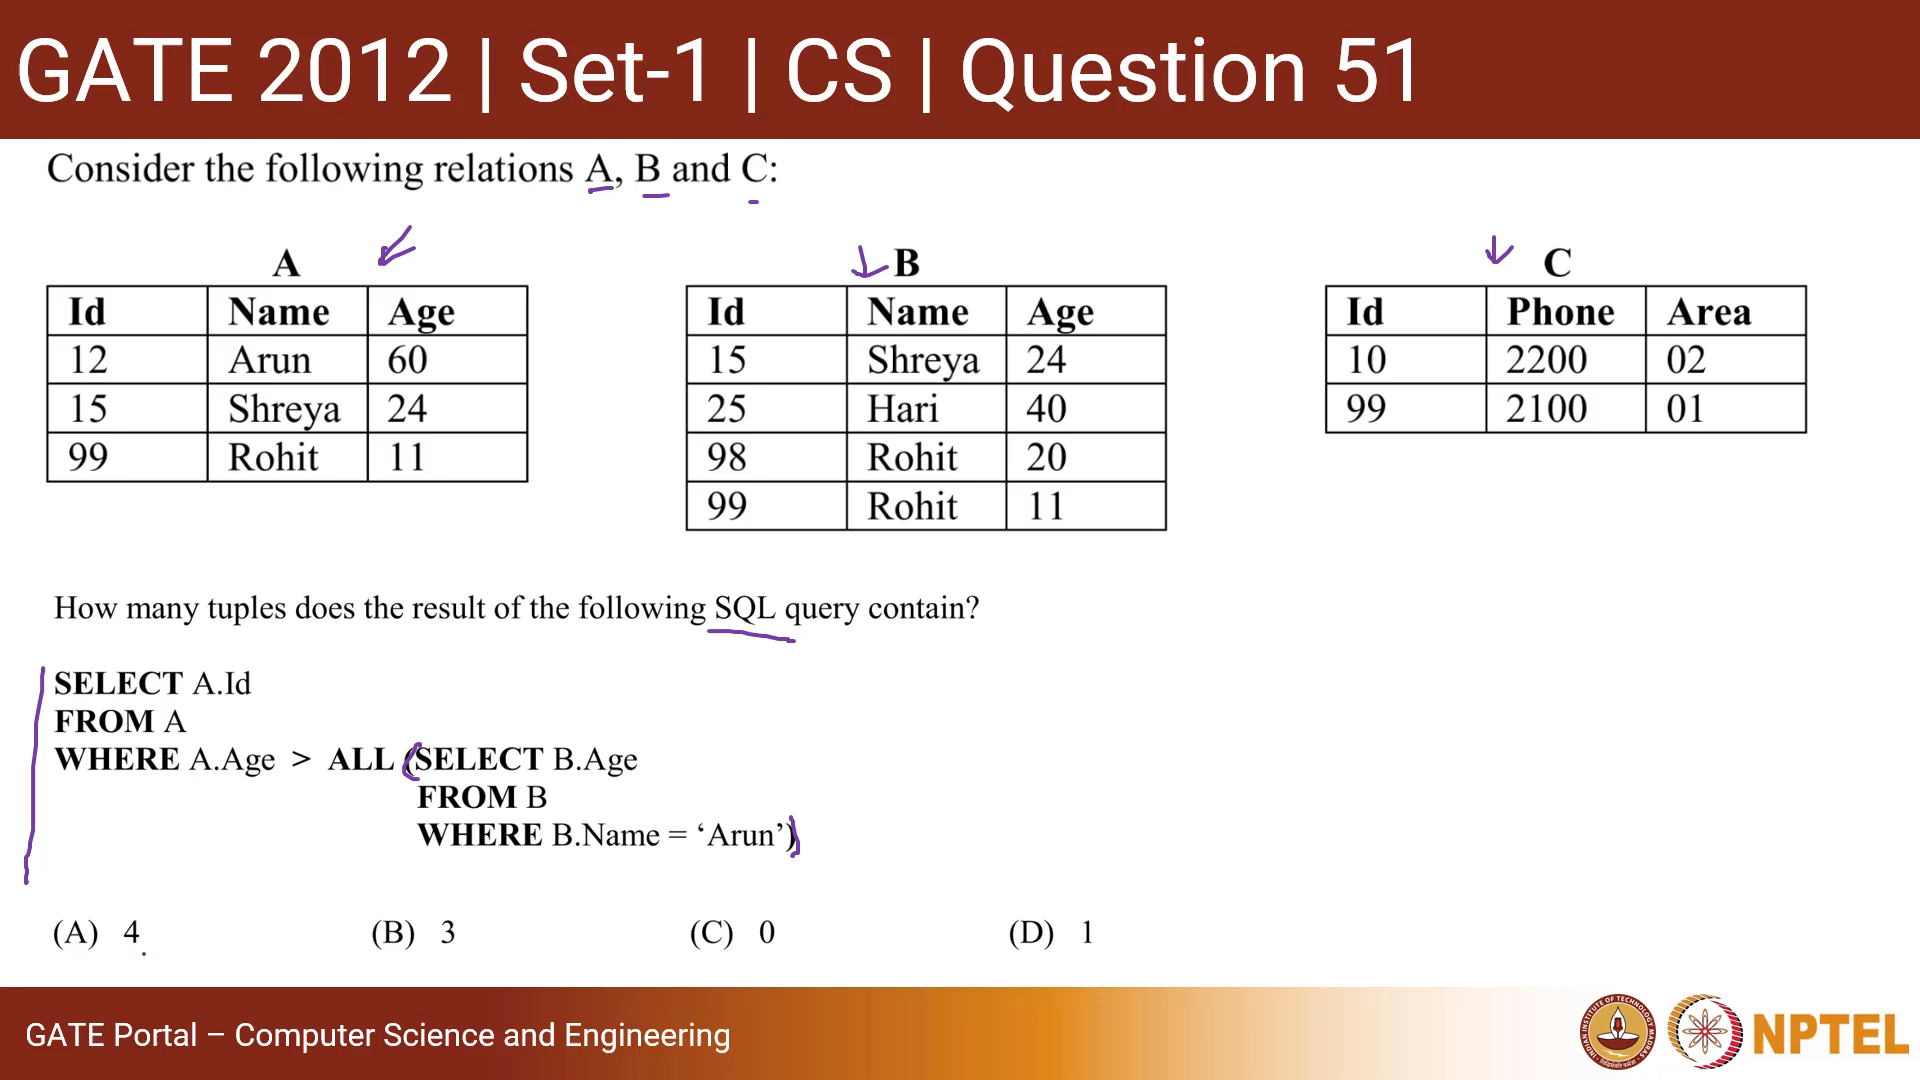 GATE 2012 | Set-1 | CS | Question 51
Consider the following relations A, B and C:
A
Id Name Age
12 Arun 60
15 Shreya 24
99 Rohit 11
B
Id Name Age
15 Shreya 24
25 Hari 40
98 Rohit 20
99 Rohit 11
C
Id Phone Area
10 2200 02
99 2100 01
How many tuples does the result of the following SQL query contain?
SELECT A.Id
FROM A
WHERE A.Age > ALL (SELECT B.Age
FROM B
WHERE B.Name = ‘Arun’)
(A) 4 (B) 3 (C) 0 (D) 1
GATE Portal – Computer Science and Engineering
NPTEL